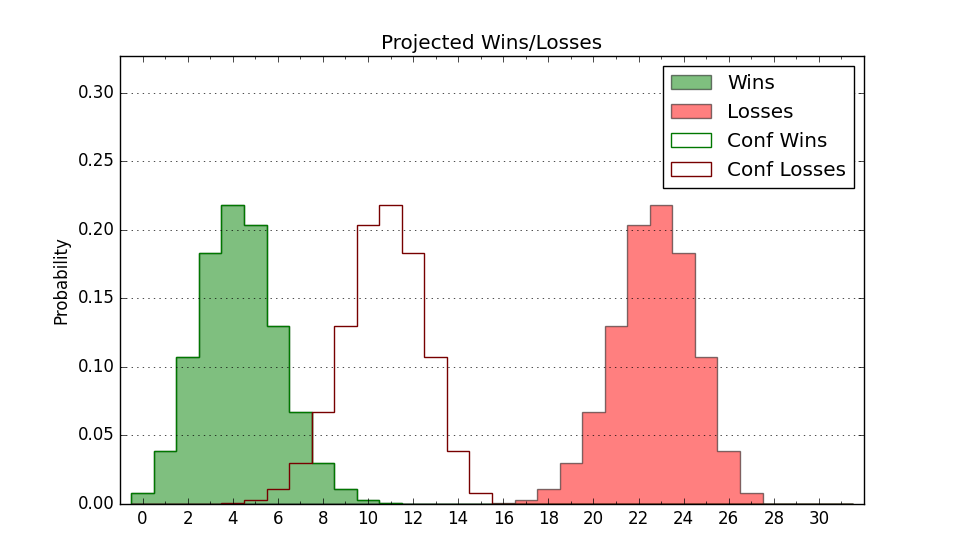 Projected Wins/Losses
0.30
0.25
0.20
0.15
0.10
0.05
0.00
Probability
Wins
Losses
Conf Wins
Conf Losses
0 2 4 6 8 10 12 14 16 18 20 22 24 26 28 30